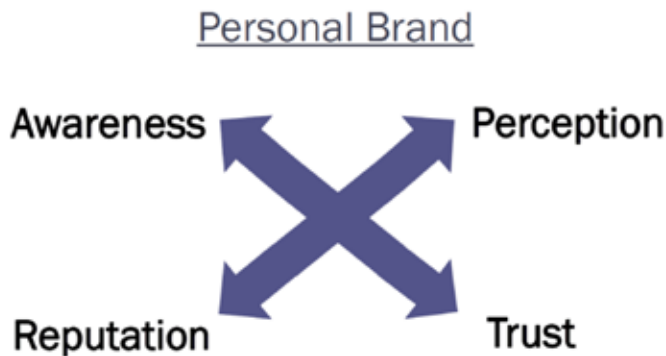 Personal Brand
Awareness
Perception
Reputation
Trust